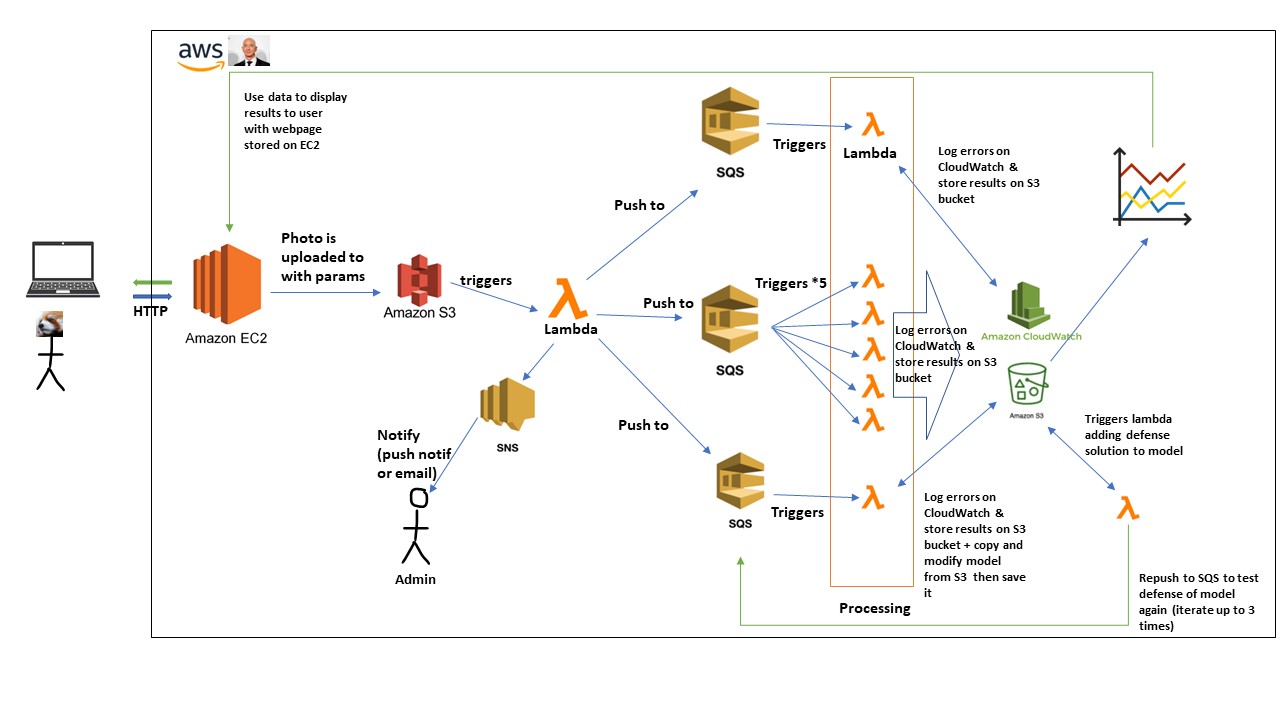 aws
Use data to display
results to user
with webpage
stored on EC2
HTTP
Amazon EC2
Photo is
uploaded to
with params
Amazon S3
triggers
Lambda
Push to
Push to
Push to
SNS
Notify
(push notif
or email)
Admin
SQS
Triggers
Lambda
SQS
Triggers *5
SQS
Triggers
Processing
Log errors on
CloudWatch &
store results on S3
bucket
Log errors on
CloudWatch &
store results on S3
bucket
Log errors on
CloudWatch &
store results on S3
bucket + copy and
modify model
from S3 then save
it
Amazon CloudWatch
Amazon S3
Triggers lambda
adding defense
solution to model
Repush to SQS to test
defense of model
again (iterate up to 3
times)